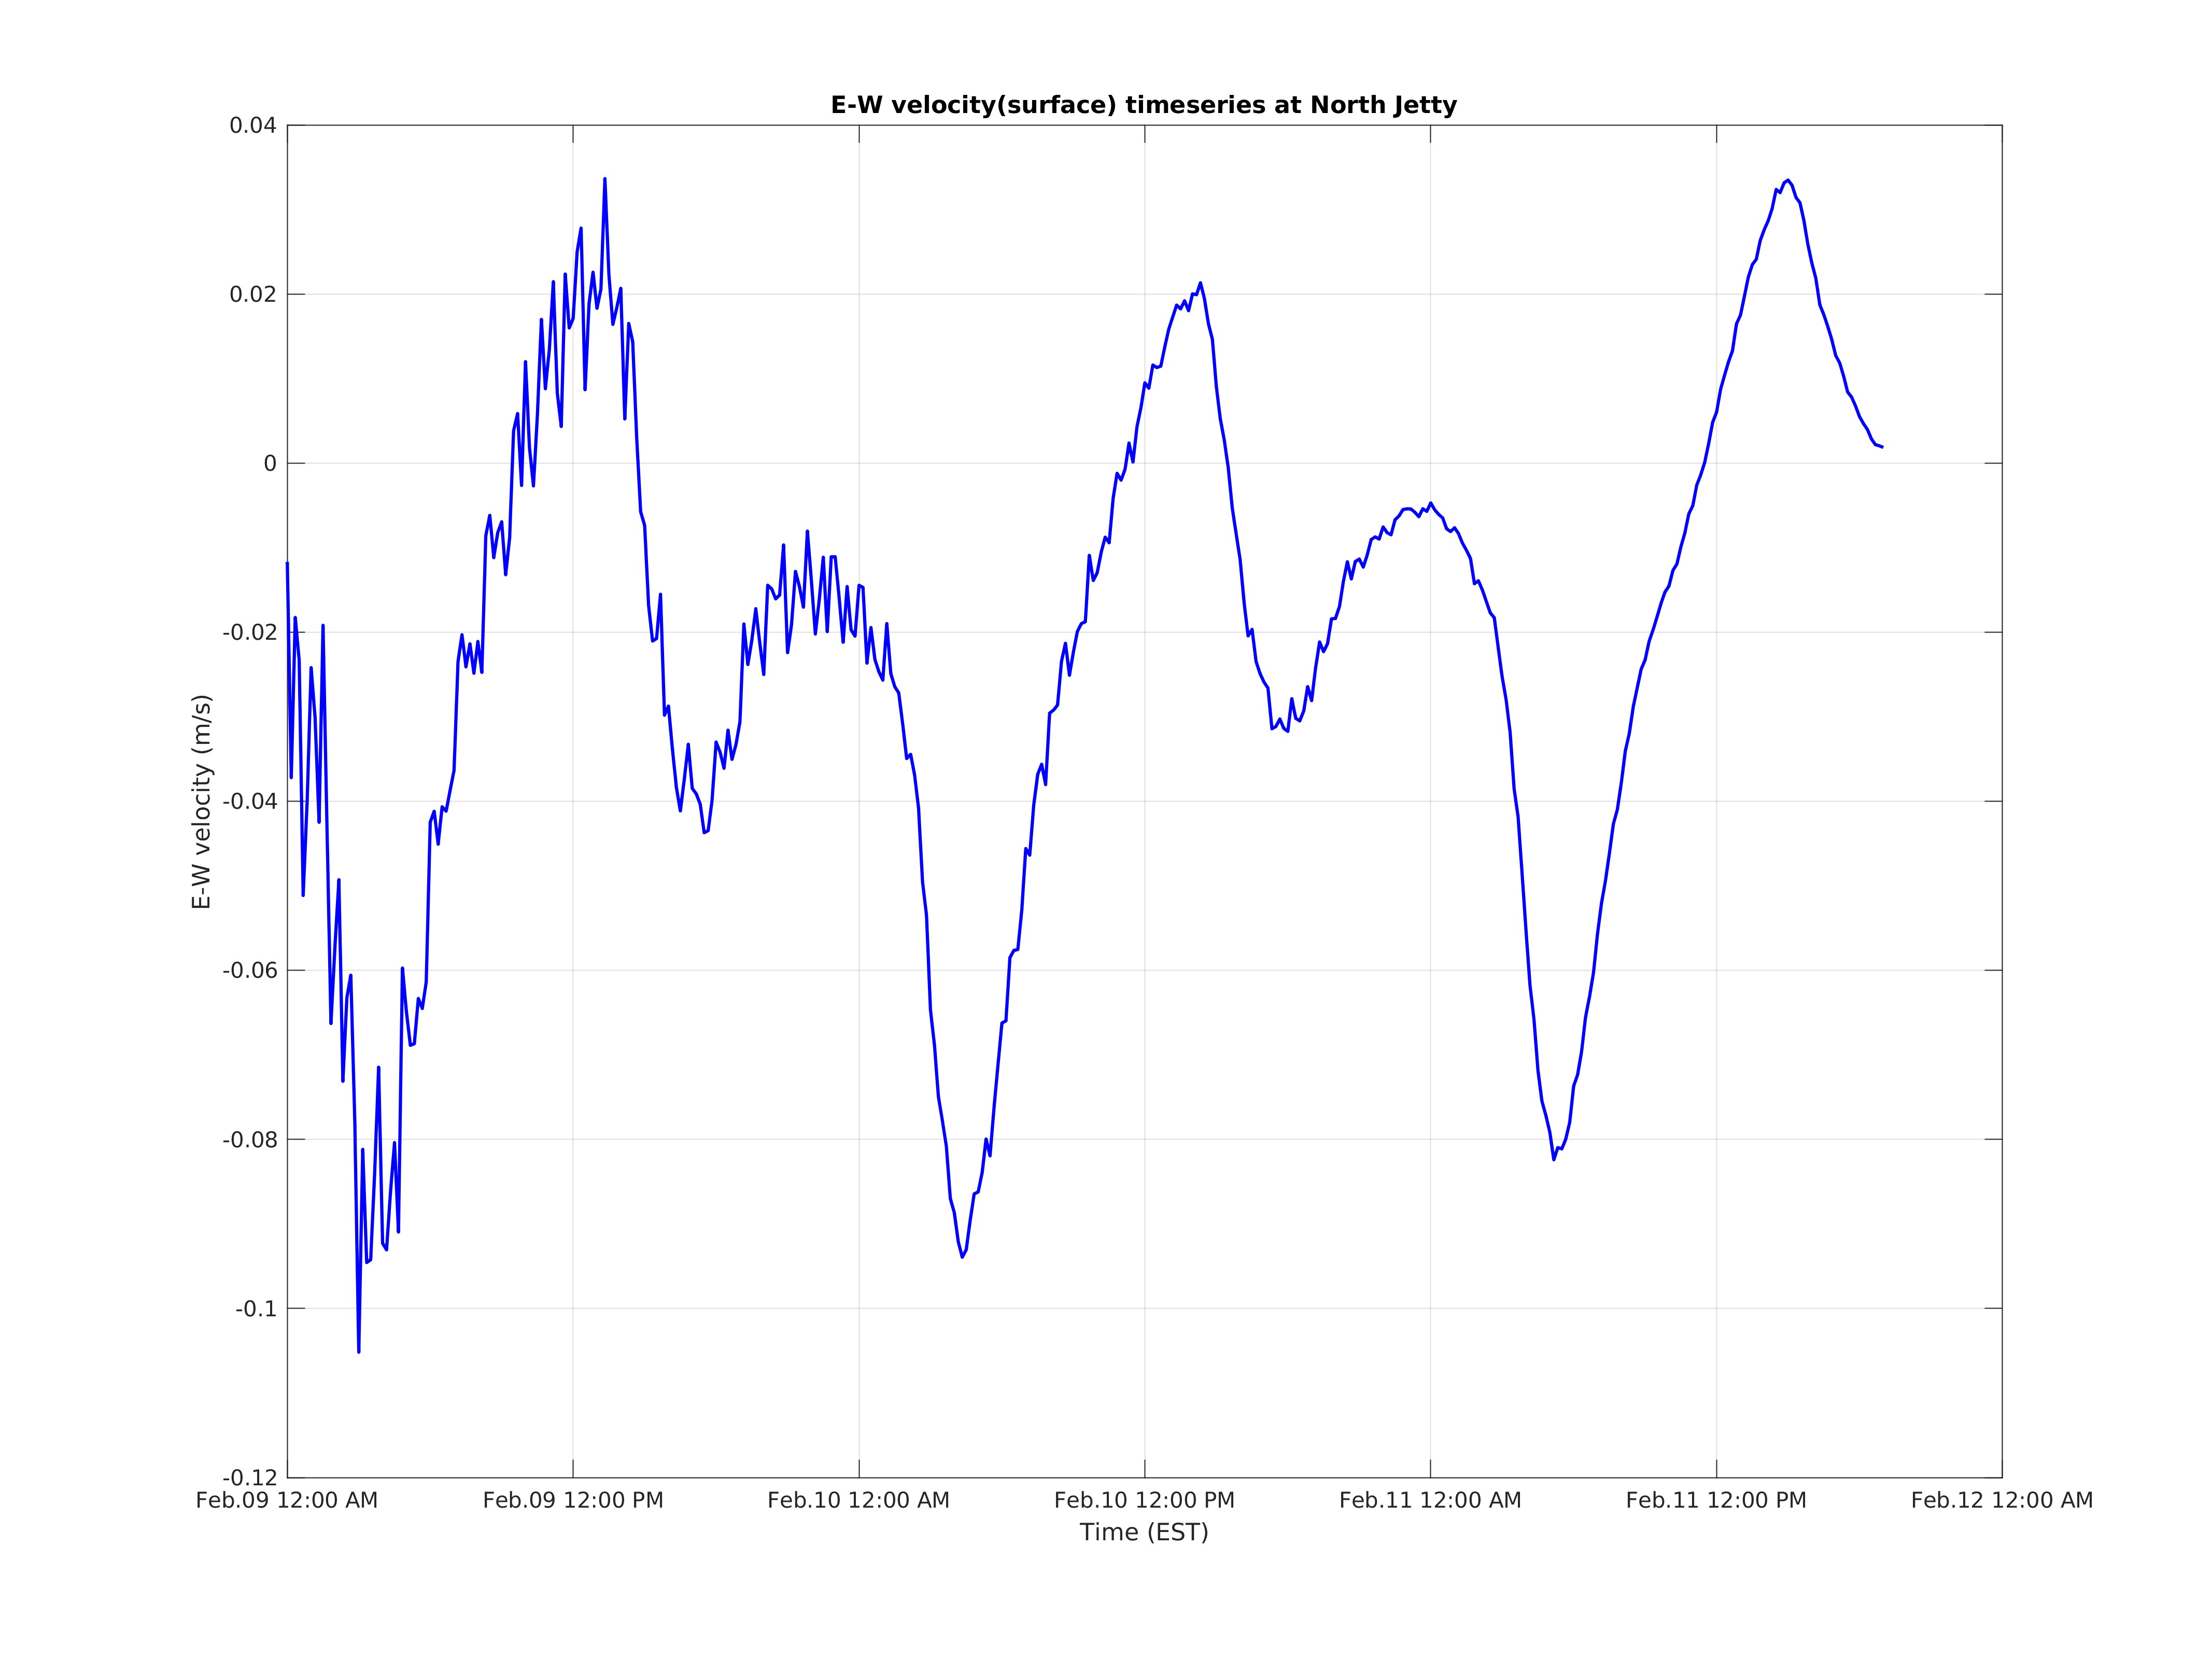 E-W velocity(surface) timeseries at North Jetty
0.04
0.02
0
-0.02
-0.04
-0.06
-0.08
-0.1
-0.12
E-W velocity (m/s)
Feb.09 12:00 AM Feb.09 12:00 PM Feb.10 12:00 AM Feb.10 12:00 PM Feb.11 12:00 AM Feb.11 12:00 PM Feb.12 12:00 AM
Time (EST)